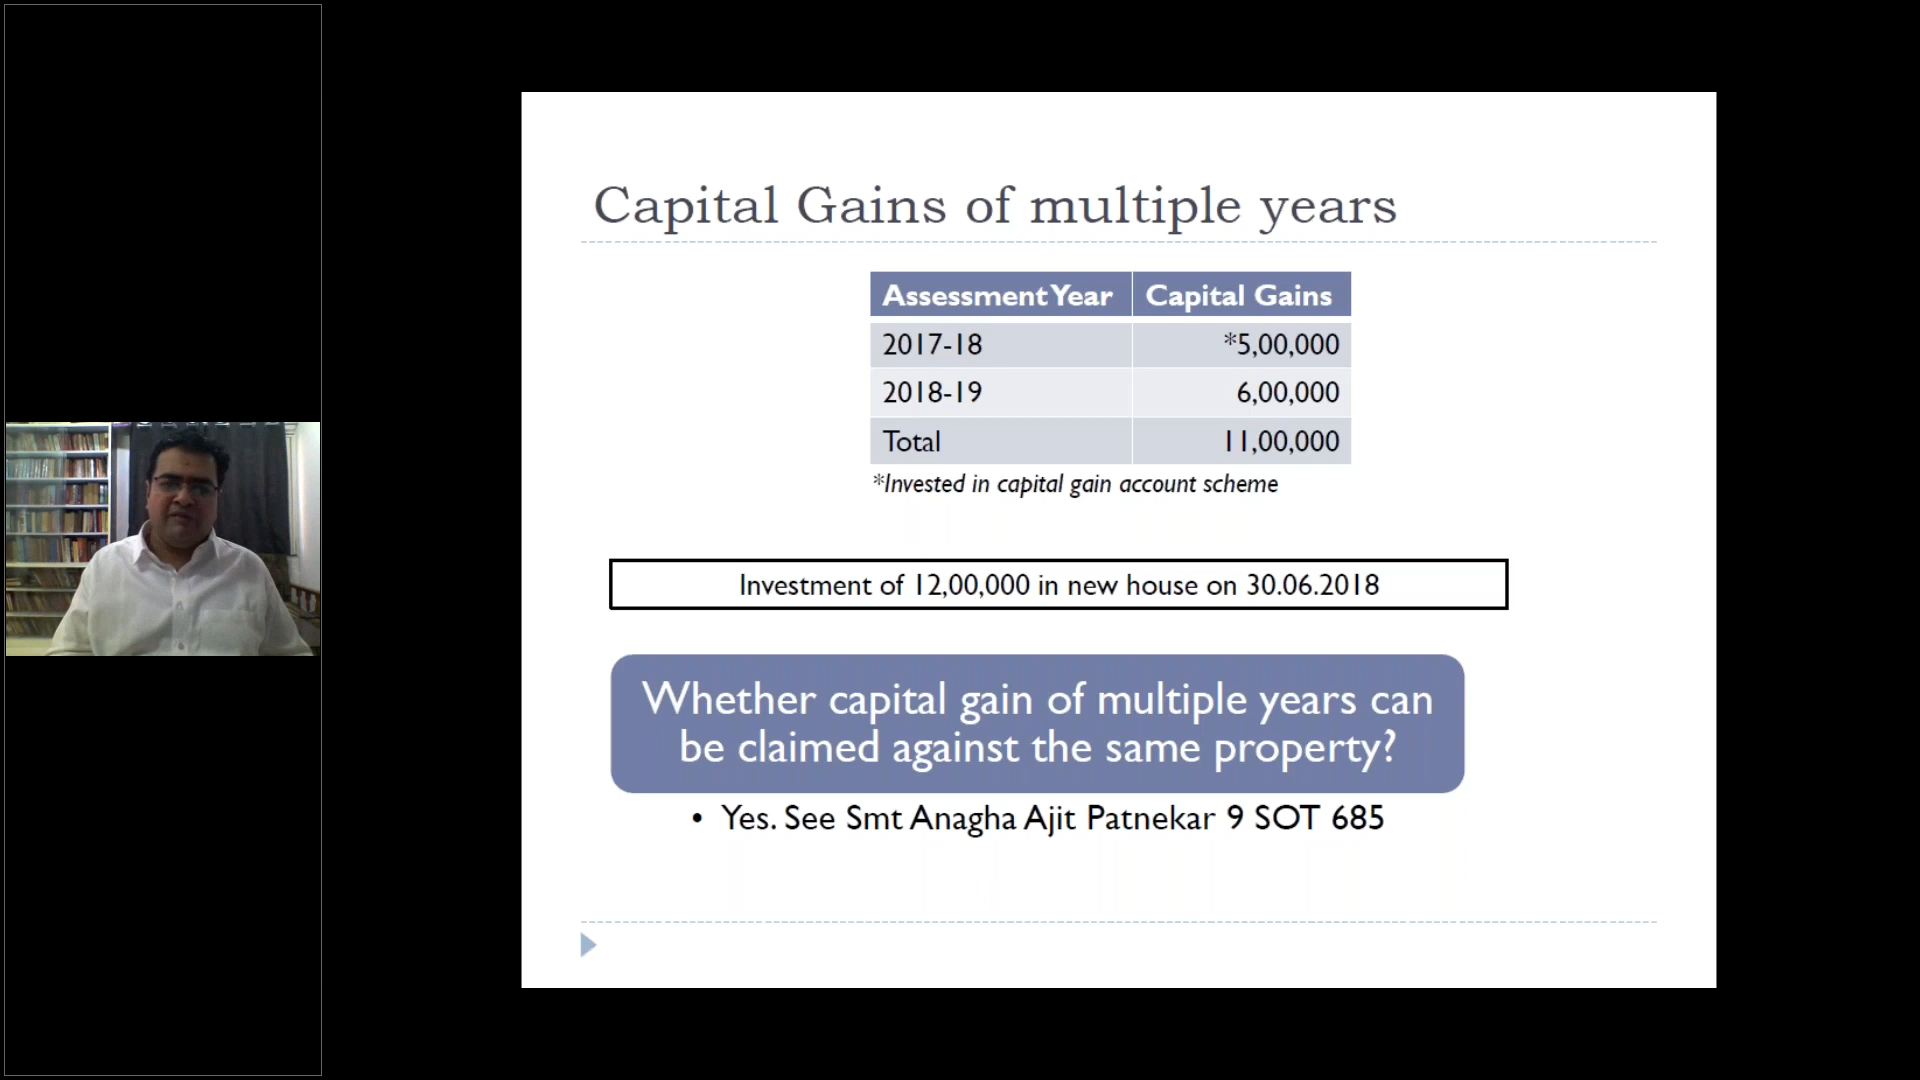 Capital Gains of multiple years
Assessment Year Capital Gains
2017-18 *5,00,000
2018-19 6,00,000
Total 11,00,000
*Invested in capital gain account scheme
Investment of 12,00,000 in new house on 30.06.2018
Whether capital gain of multiple years can
be claimed against the same property?
• Yes. See Smt Anagha Ajit Patnekar 9 SOT 685